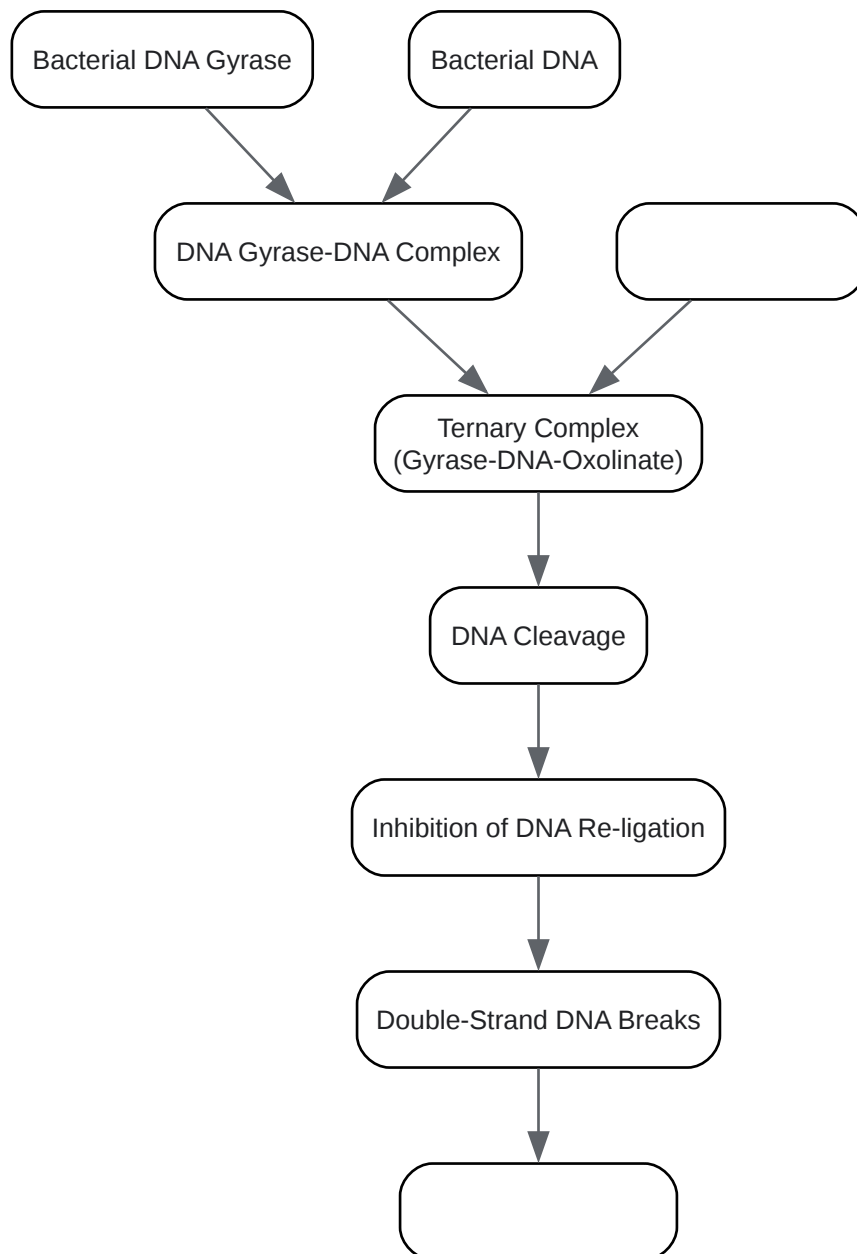 Bacterial DNA Gyrase
Bacterial DNA
DNA Gyrase-DNA Complex
Ternary Complex
(Gyrase-DNA-Oxolinate)
DNA Cleavage
Inhibition of DNA Re-ligation
Double-Strand DNA Breaks